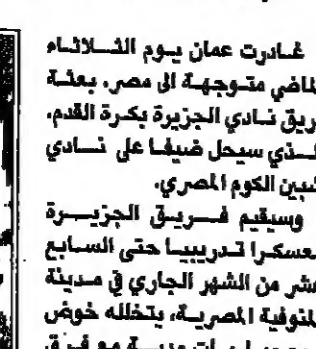 غادرت عمان يوم الثلاثاء
الماضي متوجهة الى مصر، بعثة
فريق نادي الجزيرة بكرة القدم،
الذي سيحل ضيفا على نادي
شبين الكوم المصري.
وسيقيم فريق الجزيرة
معسكرا تدريبيا حتى السابع
عشر من الشهر الجاري في مدينة
المنوفية المصرية، يتخلله خوض
مع فرق